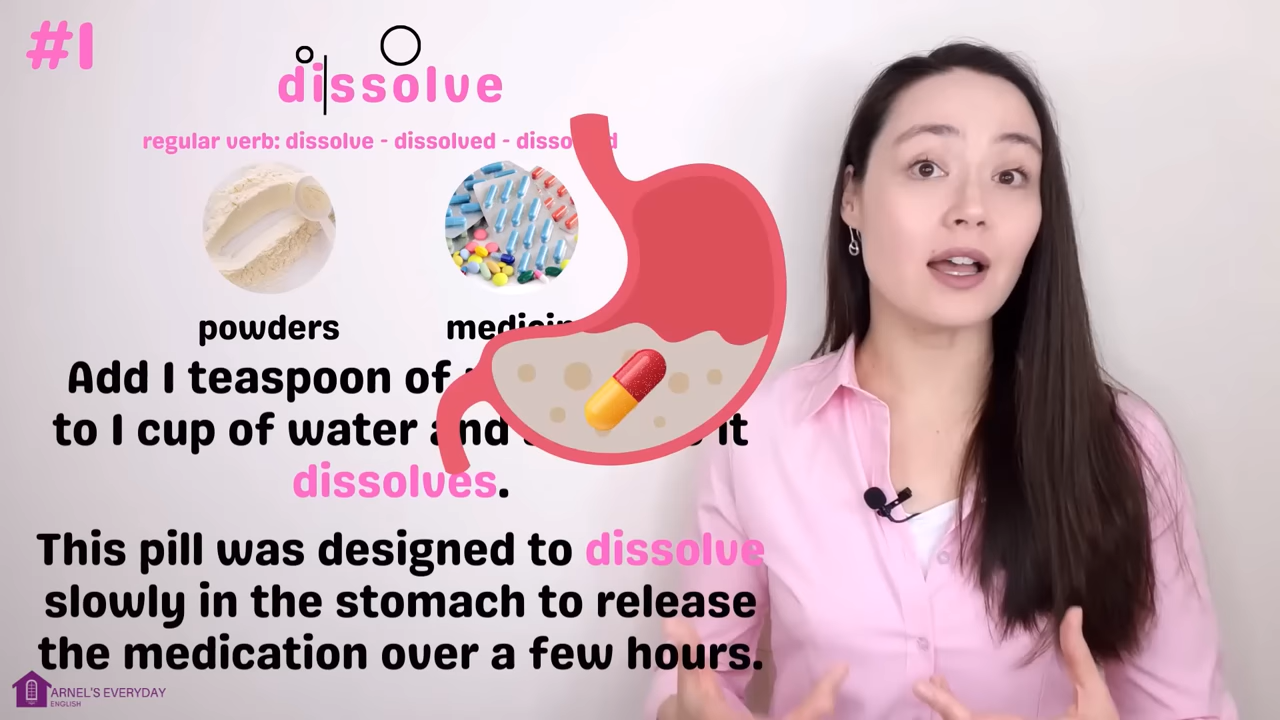 #1
dissolve
regular verb: dissolve - dissolved -
powders
Add 1 teaspoon of
to 1 cup of water and it
dissolves.
This pill was designed to dissolve
slowly in the stomach to release
the medication over a few hours.
ARNEL'S EVERYDAY
ENGLISH